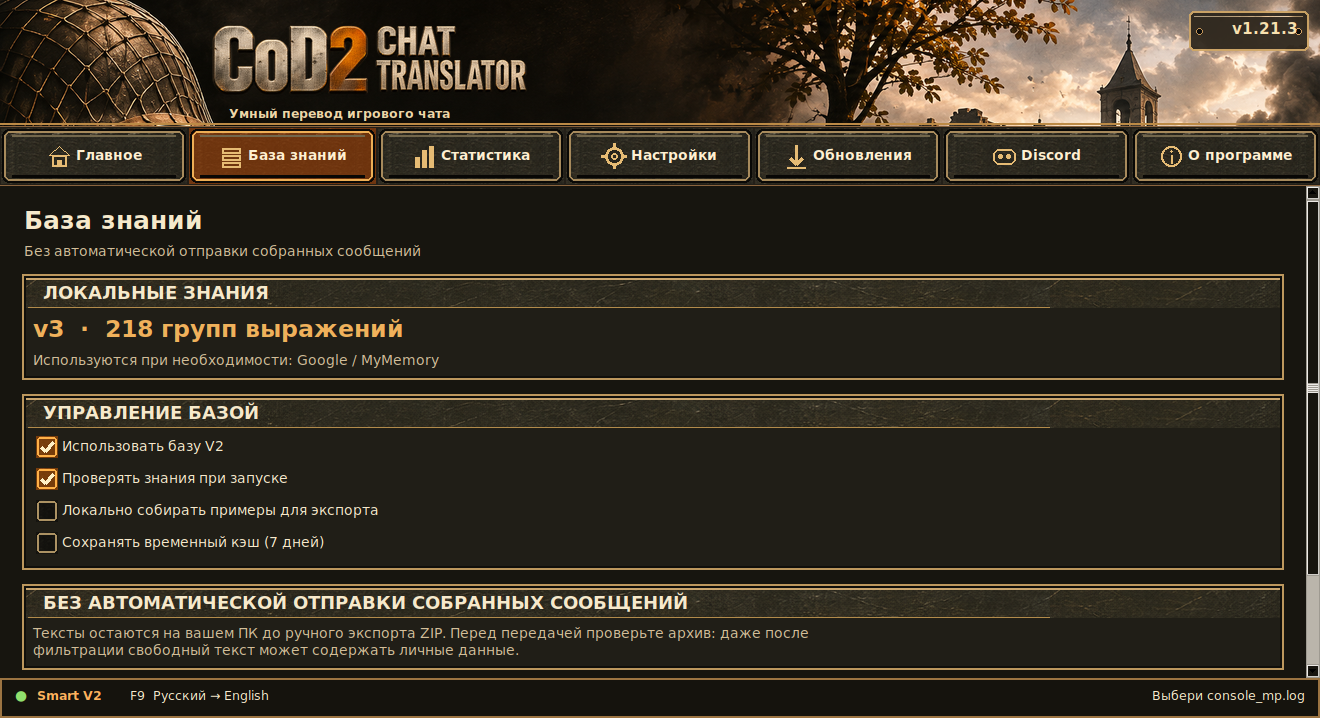 CoD2 CHAT TRANSLATOR
Умный перевод игрового чата
v1.21.3
Главное
База знаний
Статистика
Настройки
Обновления
Discord
О программе
База знаний
Без автоматической отправки собранных сообщений
ЛОКАЛЬНЫЕ ЗНАНИЯ
v3 · 218 групп выражений
Используются при необходимости: Google / MyMemory
УПРАВЛЕНИЕ БАЗОЙ
Использовать базу V2
Проверять знания при запуске
Локально собирать примеры для экспорта
Сохранять временный кэш (7 дней)
БЕЗ АВТОМАТИЧЕСКОЙ ОТПРАВКИ СОБРАННЫХ СООБЩЕНИЙ
Тексты остаются на вашем ПК до ручного экспорта ZIP. Перед передачей проверьте архив: даже после
фильтрации свободный текст может содержать личные данные.
Smart V2 F9 Русский → English
Выбери console_mp.log